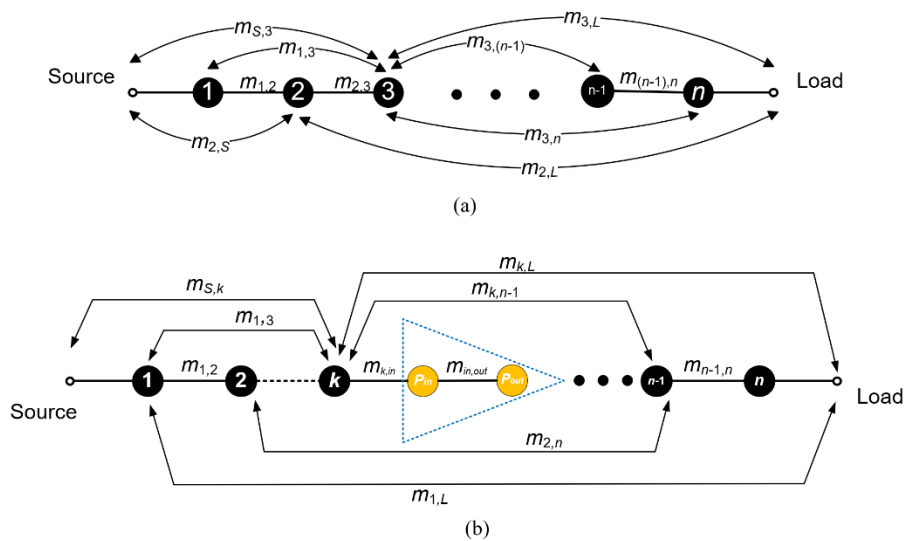 m_{S,3}
m_{3,L}
m_{1,3}
m_{3,(n-1)}
Source
m_{1,2}
m_{2,3}
m_{(n-1),n}
Load
1
2
3
n-1
n
m_{3,n}
m_{2,S}
m_{2,L}
(a)
m_{k,L}
m_{S,k}
m_{k,n-1}
m_{1,3}
m_{1,2}
m_{k,in}
m_{in,out}
m_{n-1,n}
1
2
k
P_{in}
P_{out}
n-1
n
Source
Load
m_{2,n}
m_{1,L}
(b)